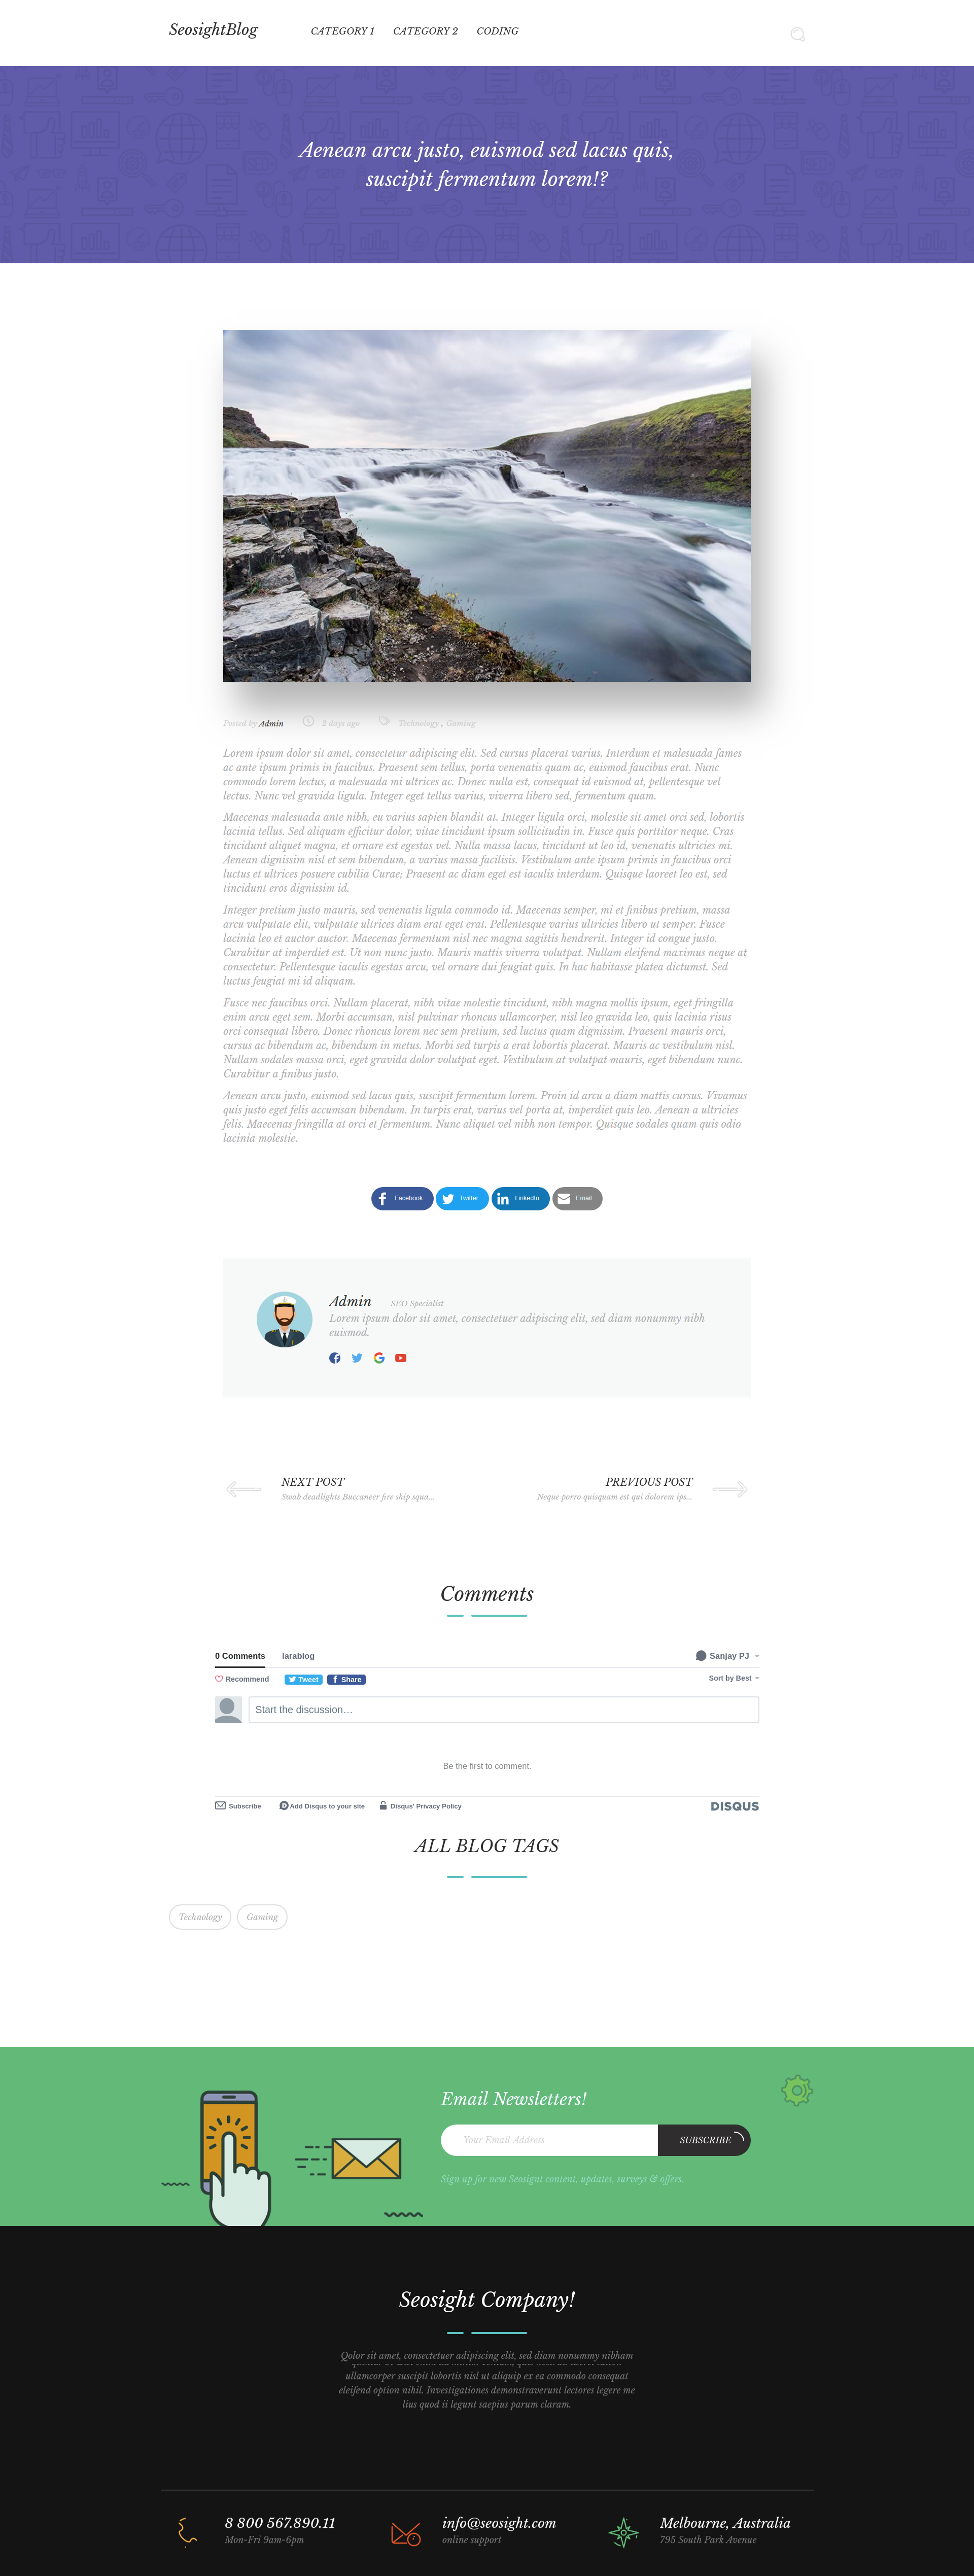 SeosightBlog
CATEGORY 1 CATEGORY 2 CODING
Aenean arcu justo, euismod sed lacus quis,
suscipit fermentum lorem!?
Posted by Admin 2 days ago Technology , Gaming
Lorem ipsum dolor sit amet, consectetur adipiscing elit. Sed cursus placerat varius. Interdum et malesuada fames
ac ante ipsum primis in faucibus. Praesent sem tellus, porta venenatis quam ac, euismod faucibus erat. Nunc
commodo lorem lectus, a malesuada mi ultrices ac. Donec nulla est, consequat id euismod at, pellentesque vel
lectus. Nunc vel gravida ligula. Integer eget tellus varius, viverra libero sed, fermentum quam.
Maecenas malesuada ante nibh, eu varius sapien blandit at. Integer ligula orci, molestie sit amet orci sed, lobortis
lacinia tellus. Sed aliquam efficitur dolor, vitae tincidunt ipsum sollicitudin in. Fusce quis porttitor neque. Cras
tincidunt aliquet magna, et ornare est egestas vel. Nulla massa lacus, tincidunt ut leo id, venenatis ultricies mi.
Aenean dignissim nisl et sem bibendum, a varius massa facilisis. Vestibulum ante ipsum primis in faucibus orci
luctus et ultrices posuere cubilia Curae; Praesent ac diam eget est iaculis interdum. Quisque laoreet leo est, sed
tincidunt eros dignissim id.
Integer pretium justo mauris, sed venenatis ligula commodo id. Maecenas semper, mi et finibus pretium, massa
arcu vulputate elit, vulputate ultrices diam erat eget erat. Pellentesque varius ultricies libero ut semper. Fusce
lacinia leo et auctor auctor. Maecenas fermentum nisl nec magna sagittis hendrerit. Integer id congue justo.
Curabitur at imperdiet est. Ut non nunc justo. Mauris mattis viverra volutpat. Nullam eleifend maximus neque at
consectetur. Pellentesque iaculis egestas arcu, vel ornare dui feugiat quis. In hac habitasse platea dictumst. Sed
luctus feugiat mi id aliquam.
Fusce nec faucibus orci. Nullam placerat, nibh vitae molestie tincidunt, nibh magna mollis ipsum, eget fringilla
enim arcu eget sem. Morbi accumsan, nisl pulvinar rhoncus ullamcorper, nisl leo gravida leo, quis lacinia risus
orci consequat libero. Donec rhoncus lorem nec sem pretium, sed luctus quam dignissim. Praesent mauris orci,
cursus ac bibendum ac, bibendum in metus. Morbi sed turpis a erat lobortis placerat. Mauris ac vestibulum nisl.
Nullam sodales massa orci, eget gravida dolor volutpat eget. Vestibulum at volutpat mauris, eget bibendum nunc.
Curabitur a finibus justo.
Aenean arcu justo, euismod sed lacus quis, suscipit fermentum lorem. Proin id arcu a diam mattis cursus. Vivamus
quis justo eget felis accumsan bibendum. In turpis erat, varius vel porta at, imperdiet quis leo. Aenean a ultricies
felis. Maecenas fringilla at orci et fermentum. Nunc aliquet vel nibh non tempor. Quisque sodales quam quis odio
lacinia molestie.
Facebook Twitter LinkedIn Email
Admin SEO Specialist
Lorem ipsum dolor sit amet, consectetuer adipiscing elit, sed diam nonummy nibh
euismod.
NEXT POST
Swab deadlights Buccaneer fire ship squa...
PREVIOUS POST
Neque porro quisquam est qui dolorem ips...
Comments
0 Comments larablog Sanjay PJ
Recommend Tweet Share Sort by Best
Start the discussion…
Be the first to comment.
Subscribe Add Disqus to your site Disqus' Privacy Policy DISQUS
ALL BLOG TAGS
Technology Gaming
Email Newsletters!
Your Email Address SUBSCRIBE
Sign up for new Seosignt content, updates, surveys & offers.
Seosight Company!
Qolor sit amet, consectetuer adipiscing elit, sed diam nonummy nibham
ullamcorper suscipit lobortis nisl ut aliquip ex ea commodo consequat
eleifend option nihil. Investigationes demonstraverunt lectores legere me
lius quod ii legunt saepius parum claram.
8 800 567.890.11
Mon-Fri 9am-6pm
info@seosight.com
online support
Melbourne, Australia
795 South Park Avenue